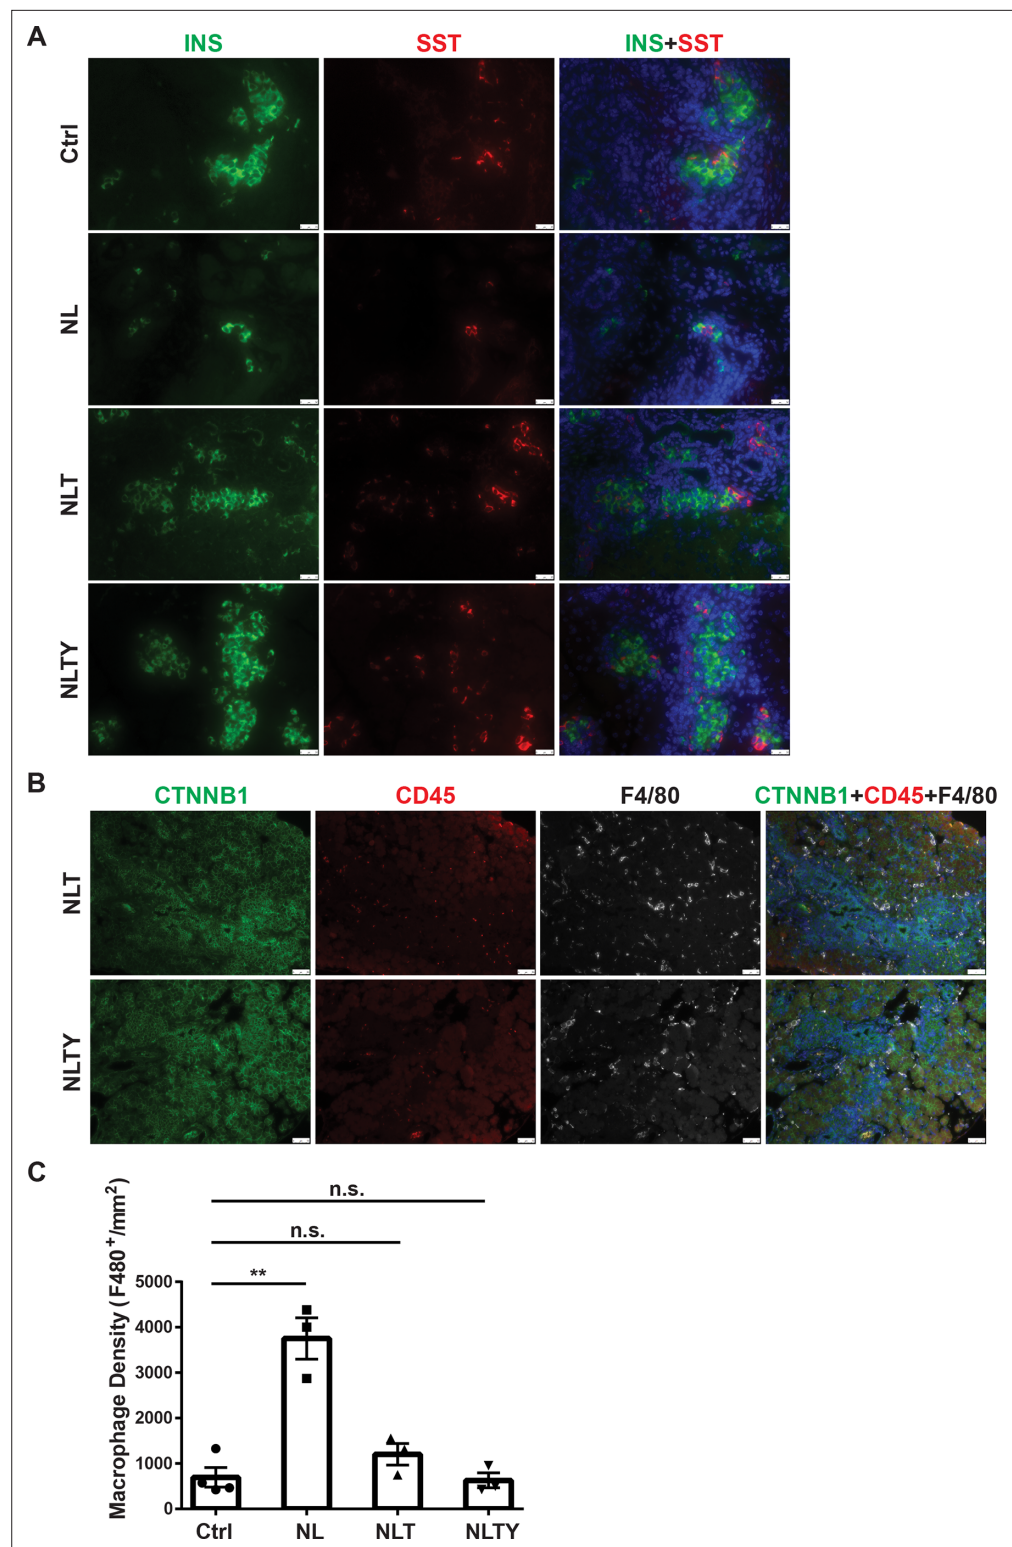 A
INS SST INS+SST
Ctrl
NL
NLT
NLTY
B
CTNNB1 CD45 F4/80 CTNNB1+CD45+F4/80
NLT
NLTY
C
n.s.
n.s.
**
Macrophage Density (F480⁺/mm²)
5000
4000
3000
2000
1000
0
Ctrl NL NLT NLTY